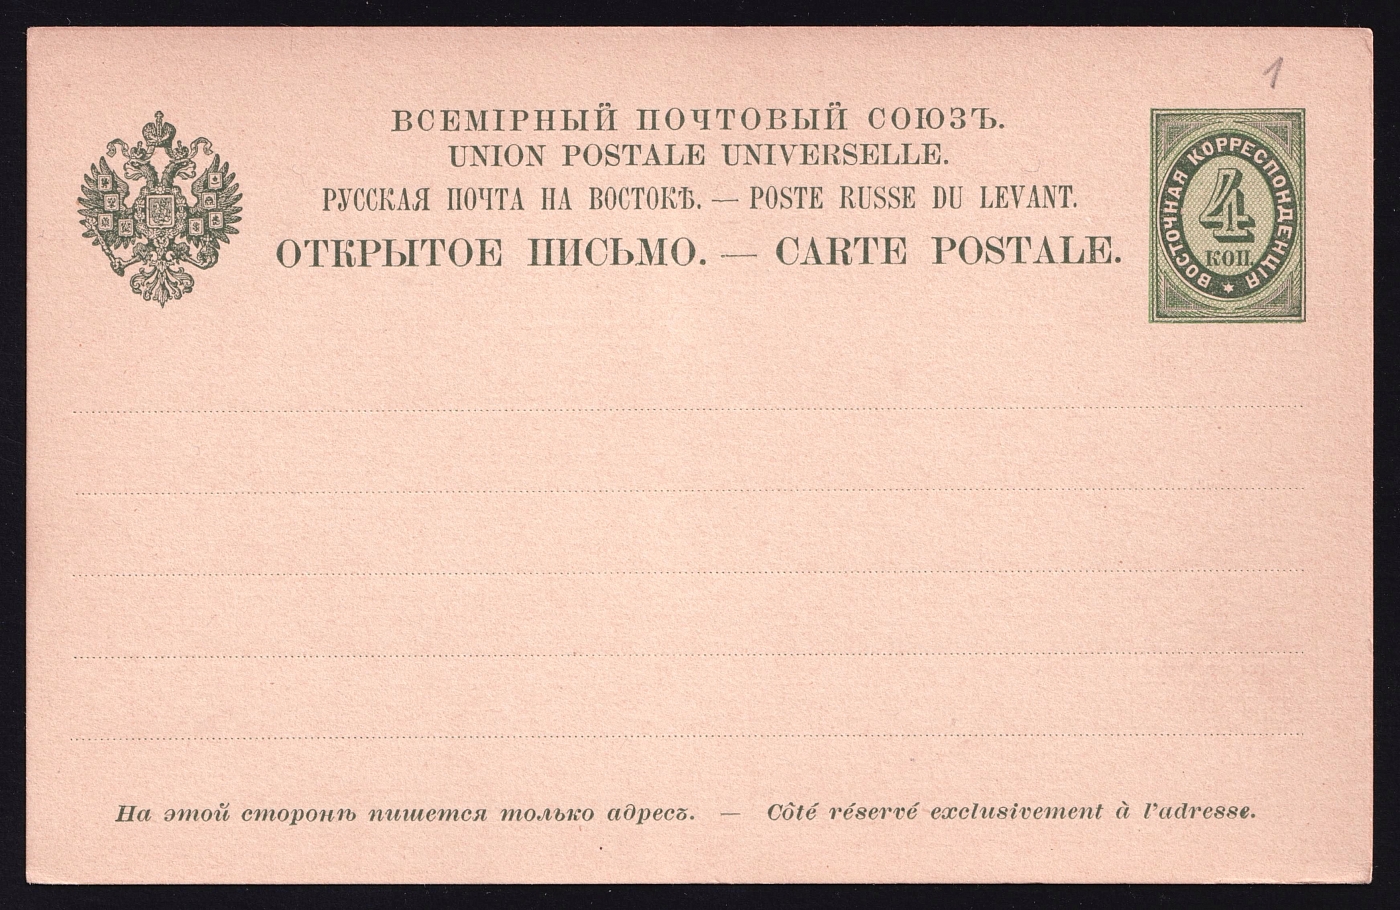 1
ВСЕМІРНЫЙ ПОЧТОВЫЙ СОЮЗЪ.
UNION POSTALE UNIVERSELLE.
РУССКАЯ ПОЧТА НА ВОСТОКѢ. — POSTE RUSSE DU LEVANT.
ОТКРЫТОЕ ПИСЬМО. — CARTE POSTALE.
ВОСТОЧНАЯ КОРРЕСПОНДЕНЦІЯ
4
КОП.
На этой сторонѣ пишется только адресъ. — Côté réservé exclusivement à l'adresse.